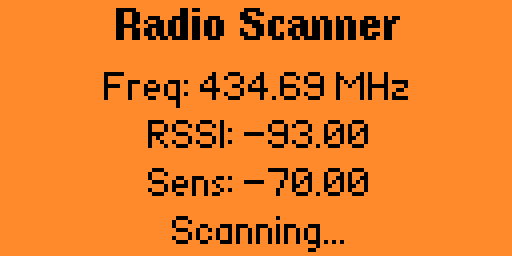 Radio Scanner
Freq: 434.69 MHz
RSSI: -93.00
Sens: -70.00
Scanning...